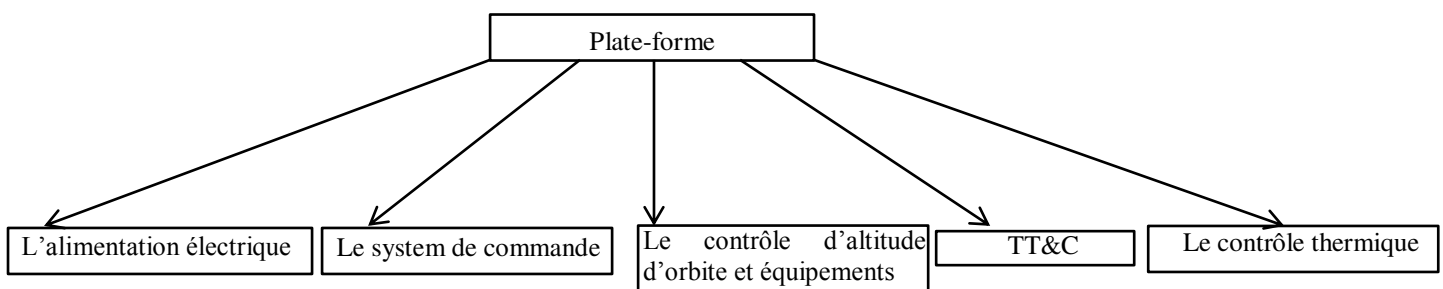 Plate-forme
L’alimentation électrique
Le system de commande
Le contrôle d’altitude
d’orbite et équipements
TT&C
Le contrôle thermique